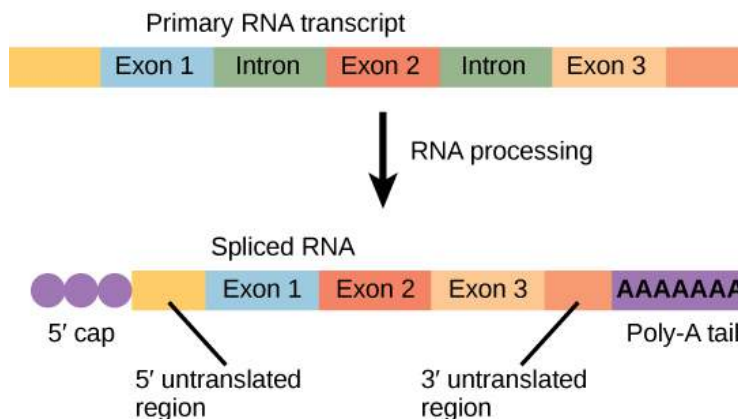 Primary RNA transcript
Exon 1 Intron Exon 2 Intron Exon 3
RNA processing
Spliced RNA
Exon 1 Exon 2 Exon 3 AAAAAAA
5′ cap
Poly-A tail
5′ untranslated
region
3′ untranslated
region